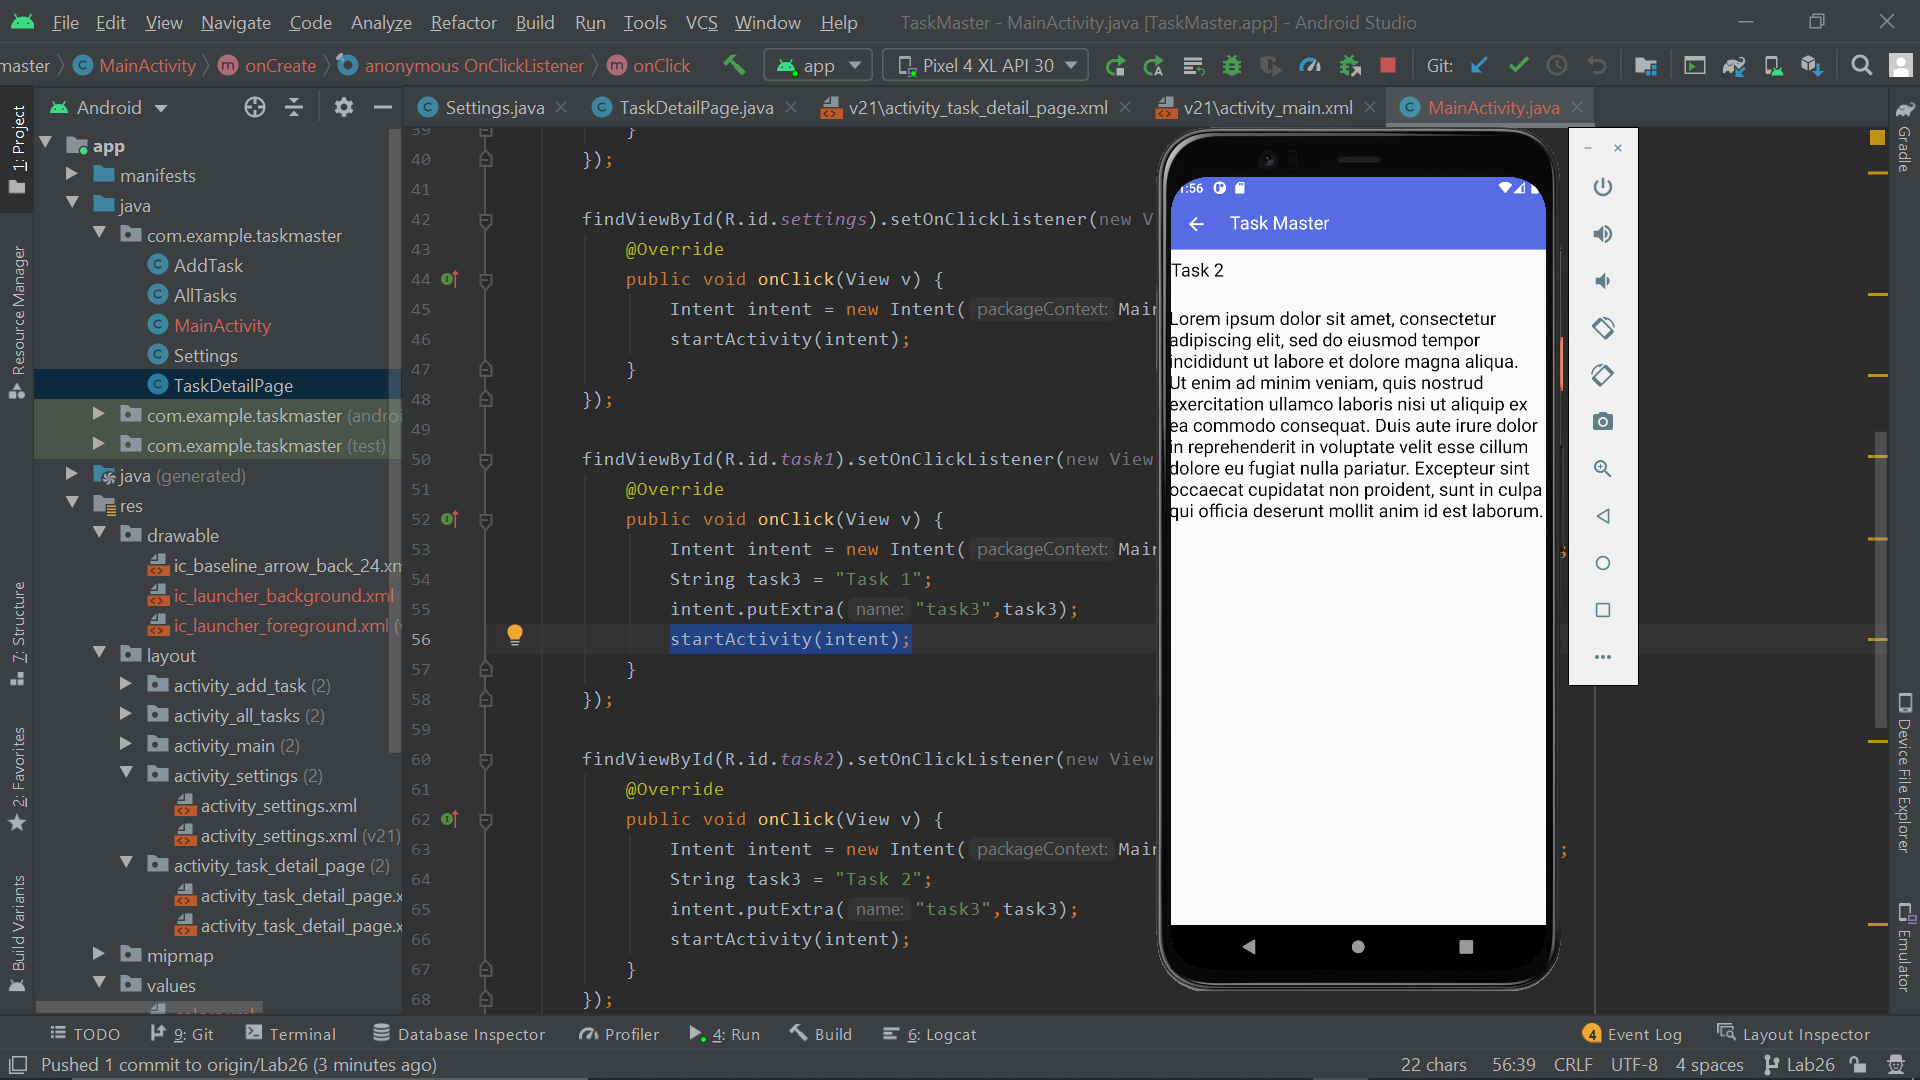 File Edit View Navigate Code Analyze Refactor Build Run Tools VCS Window Help TaskMaster - MainActivity.java [TaskMaster.app] - Android Studio
master MainActivity onCreate anonymous OnClickListener onClick app Pixel 4 XL API 30 Git:
Android
Settings.java TaskDetailPage.java v21\activity_task_detail_page.xml v21\activity_main.xml MainActivity.java
1: Project
Resource Manager
7: Structure
2: Favorites
Build Variants
app
manifests
java
com.example.taskmaster
AddTask
AllTasks
MainActivity
Settings
TaskDetailPage
com.example.taskmaster (andro
com.example.taskmaster (test)
java (generated)
res
drawable
ic_baseline_arrow_back_24.xm
ic_launcher_background.xml
ic_launcher_foreground.xml (v
layout
activity_add_task (2)
activity_all_tasks (2)
activity_main (2)
activity_settings (2)
activity_settings.xml
activity_settings.xml (v21)
activity_task_detail_page (2)
activity_task_detail_page.x
activity_task_detail_page.x
mipmap
values
39 }
40 });
41
42 findViewById(R.id.settings).setOnClickListener(new V
43 @Override
44 public void onClick(View v) {
45 Intent intent = new Intent( packageContext: Main
46 startActivity(intent);
47 }
48 });
49
50 findViewById(R.id.task1).setOnClickListener(new View
51 @Override
52 public void onClick(View v) {
53 Intent intent = new Intent( packageContext: Main ;
54 String task3 = "Task 1";
55 intent.putExtra( name: "task3",task3);
56 startActivity(intent);
57 }
58 });
59
60 findViewById(R.id.task2).setOnClickListener(new View
61 @Override
62 public void onClick(View v) {
63 Intent intent = new Intent( packageContext: Main ;
64 String task3 = "Task 2";
65 intent.putExtra( name: "task3",task3);
66 startActivity(intent);
67 }
68 });
1:56
Task Master
Task 2
Lorem ipsum dolor sit amet, consectetur
adipiscing elit, sed do eiusmod tempor
incididunt ut labore et dolore magna aliqua.
Ut enim ad minim veniam, quis nostrud
exercitation ullamco laboris nisi ut aliquip ex
ea commodo consequat. Duis aute irure dolor
in reprehenderit in voluptate velit esse cillum
dolore eu fugiat nulla pariatur. Excepteur sint
occaecat cupidatat non proident, sunt in culpa
qui officia deserunt mollit anim id est laborum.
Gradle
Device File Explorer
Emulator
TODO 9: Git Terminal Database Inspector Profiler 4: Run Build 6: Logcat 4 Event Log Layout Inspector
Pushed 1 commit to origin/Lab26 (3 minutes ago) 22 chars 56:39 CRLF UTF-8 4 spaces Lab26